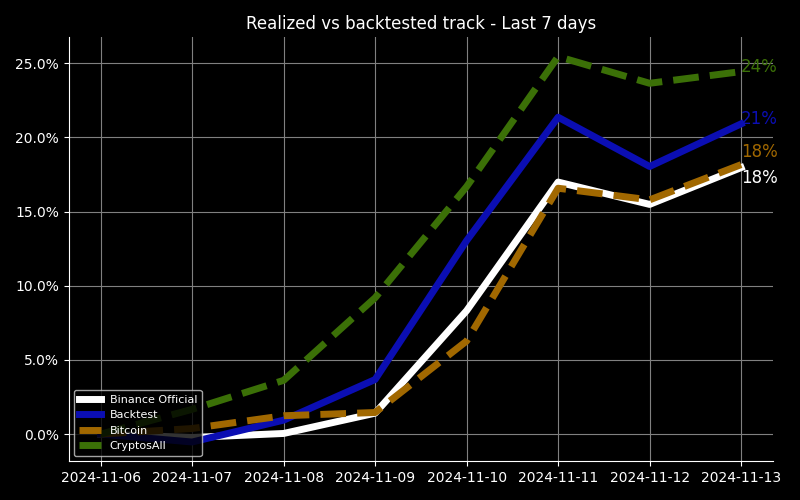 Realized vs backtested track - Last 7 days
25.0%
20.0%
15.0%
10.0%
5.0%
0.0%
24%
21%
18%
18%
Binance Official
Backtest
Bitcoin
CryptosAll
2024-11-06 2024-11-07 2024-11-08 2024-11-09 2024-11-10 2024-11-11 2024-11-12 2024-11-13